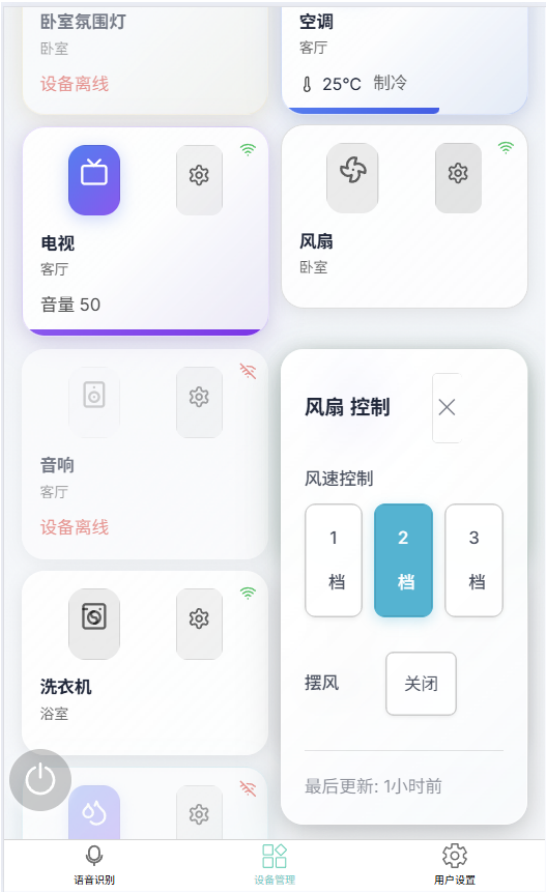 卧室氛围灯
卧室
设备离线
空调
客厅
25°C 制冷
电视
客厅
音量 50
风扇
卧室
音响
客厅
设备离线
风扇 控制
风速控制
1
档
2
档
3
档
摆风
关闭
最后更新: 1小时前
洗衣机
浴室
语音识别
设备管理
用户设置